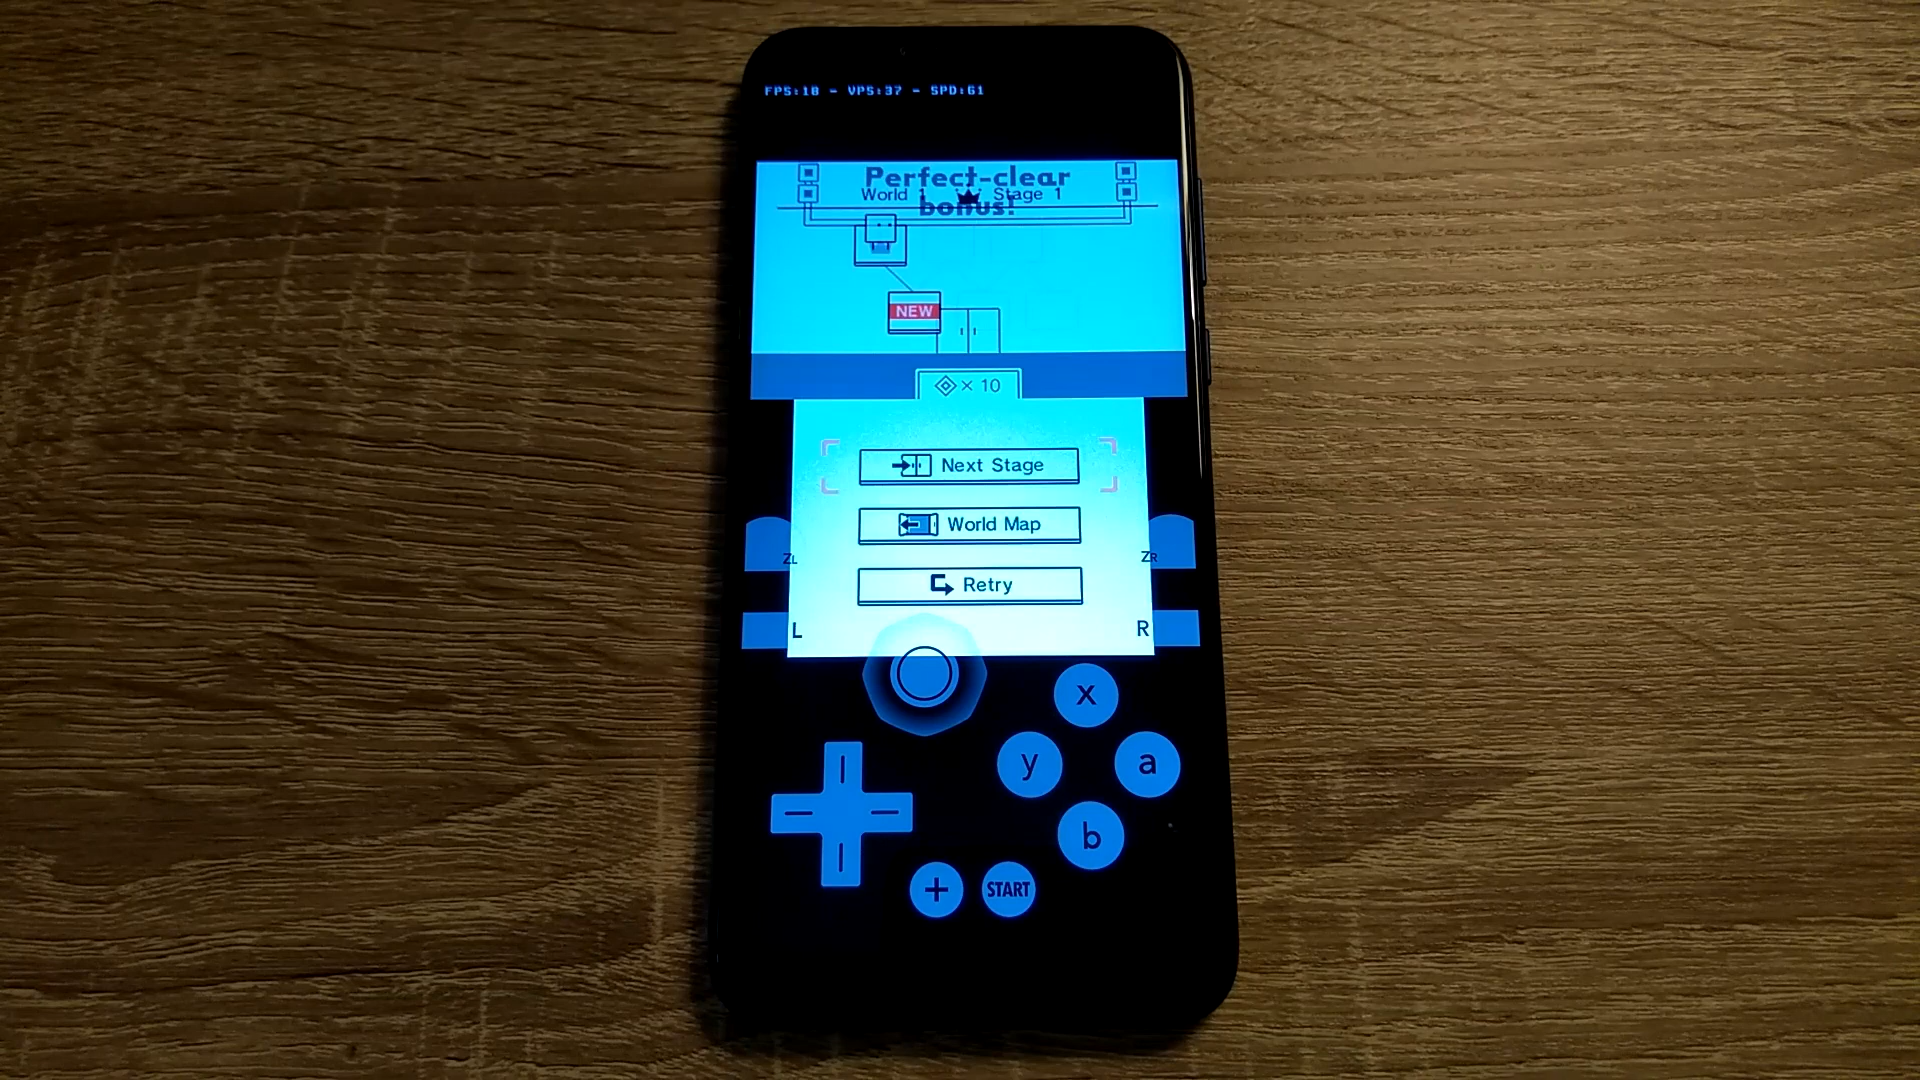 FPS:18 - VPS:37 - SPD:61
Perfect-clear
World 1 Stage 1
bonus!
NEW
× 10
Next Stage
World Map
ZL ZR
Retry
L R
x
y a
b
+ START